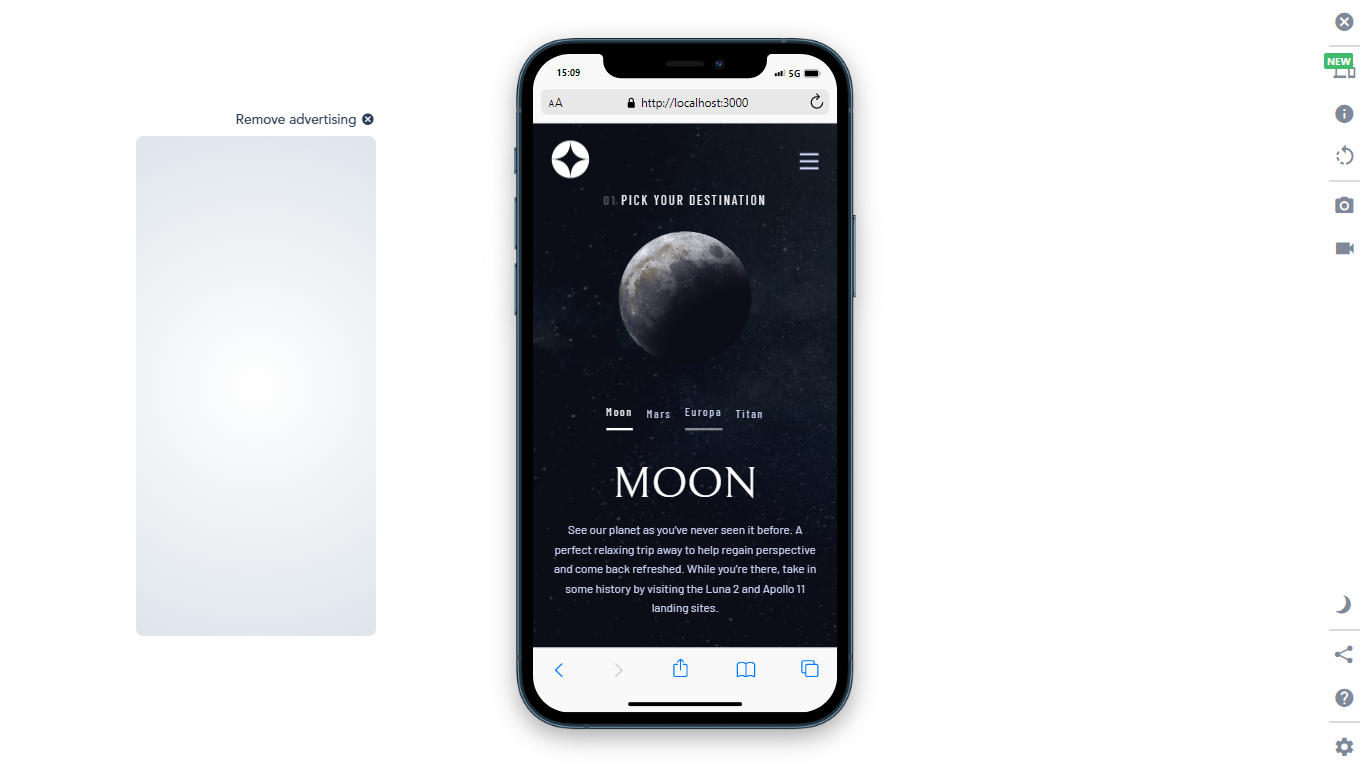 NEW
Remove advertising
15:09
5G
AA
http://localhost:3000
01 PICK YOUR DESTINATION
Moon Mars Europa Titan
MOON
See our planet as you’ve never seen it before. A
perfect relaxing trip away to help regain perspective
and come back refreshed. While you’re there, take in
some history by visiting the Luna 2 and Apollo 11
landing sites.